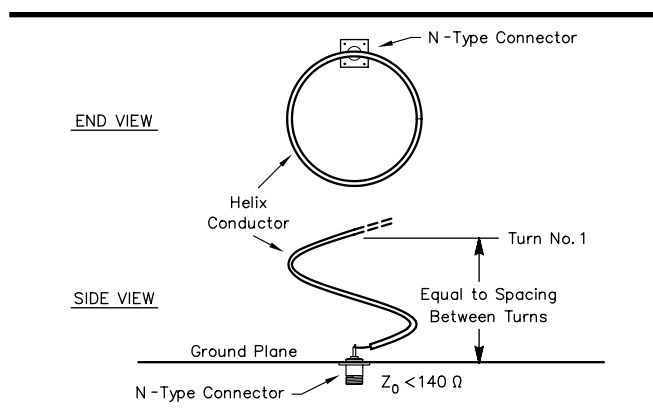 N-Type Connector
END VIEW
Helix
Conductor
Turn No. 1
SIDE VIEW
Equal to Spacing
Between Turns
Ground Plane
N-Type Connector
Z₀ <140 Ω